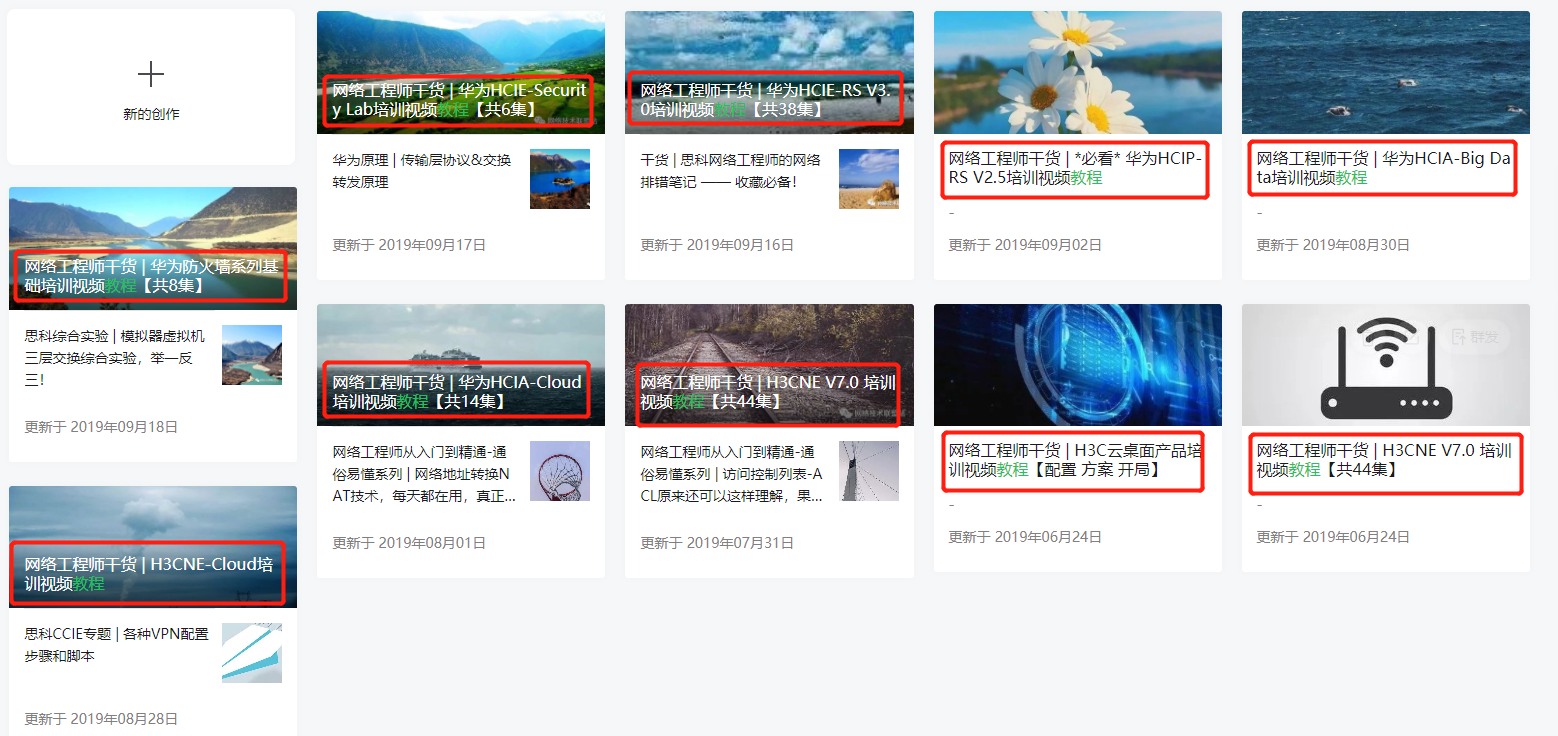 新的创作
网络工程师干货 | 华为HCIE-Securit
y Lab培训视频教程【共6集】
华为原理 | 传输层协议&交换
转发原理
更新于 2019年09月17日
网络工程师干货 | 华为HCIE-RS V3.
0培训视频教程【共38集】
干货 | 思科网络工程师的网络
排错笔记 —— 收藏必备！
更新于 2019年09月16日
网络工程师干货 | *必看* 华为HCIP-
RS V2.5培训视频教程
-
更新于 2019年09月02日
网络工程师干货 | 华为HCIA-Big Da
ta培训视频教程
-
更新于 2019年08月30日
网络工程师干货 | 华为防火墙系列基
础培训视频教程【共8集】
思科综合实验 | 模拟器虚拟机
三层交换综合实验，举一反
三！
更新于 2019年09月18日
网络工程师干货 | 华为HCIA-Cloud
培训视频教程【共14集】
网络工程师从入门到精通-通
俗易懂系列 | 网络地址转换N
AT技术，每天都在用，真正...
更新于 2019年08月01日
网络工程师干货 | H3CNE V7.0 培训
视频教程【共44集】
网络技术联盟站
网络工程师从入门到精通-通
俗易懂系列 | 访问控制列表-A
CL原来还可以这样理解，果...
更新于 2019年07月31日
网络工程师干货 | H3C云桌面产品培
训视频教程【配置 方案 开局】
-
更新于 2019年06月24日
群发
网络工程师干货 | H3CNE V7.0 培训
视频教程【共44集】
-
更新于 2019年06月24日
网络工程师干货 | H3CNE-Cloud培
训视频教程
思科CCIE专题 | 各种VPN配置
步骤和脚本
更新于 2019年08月28日